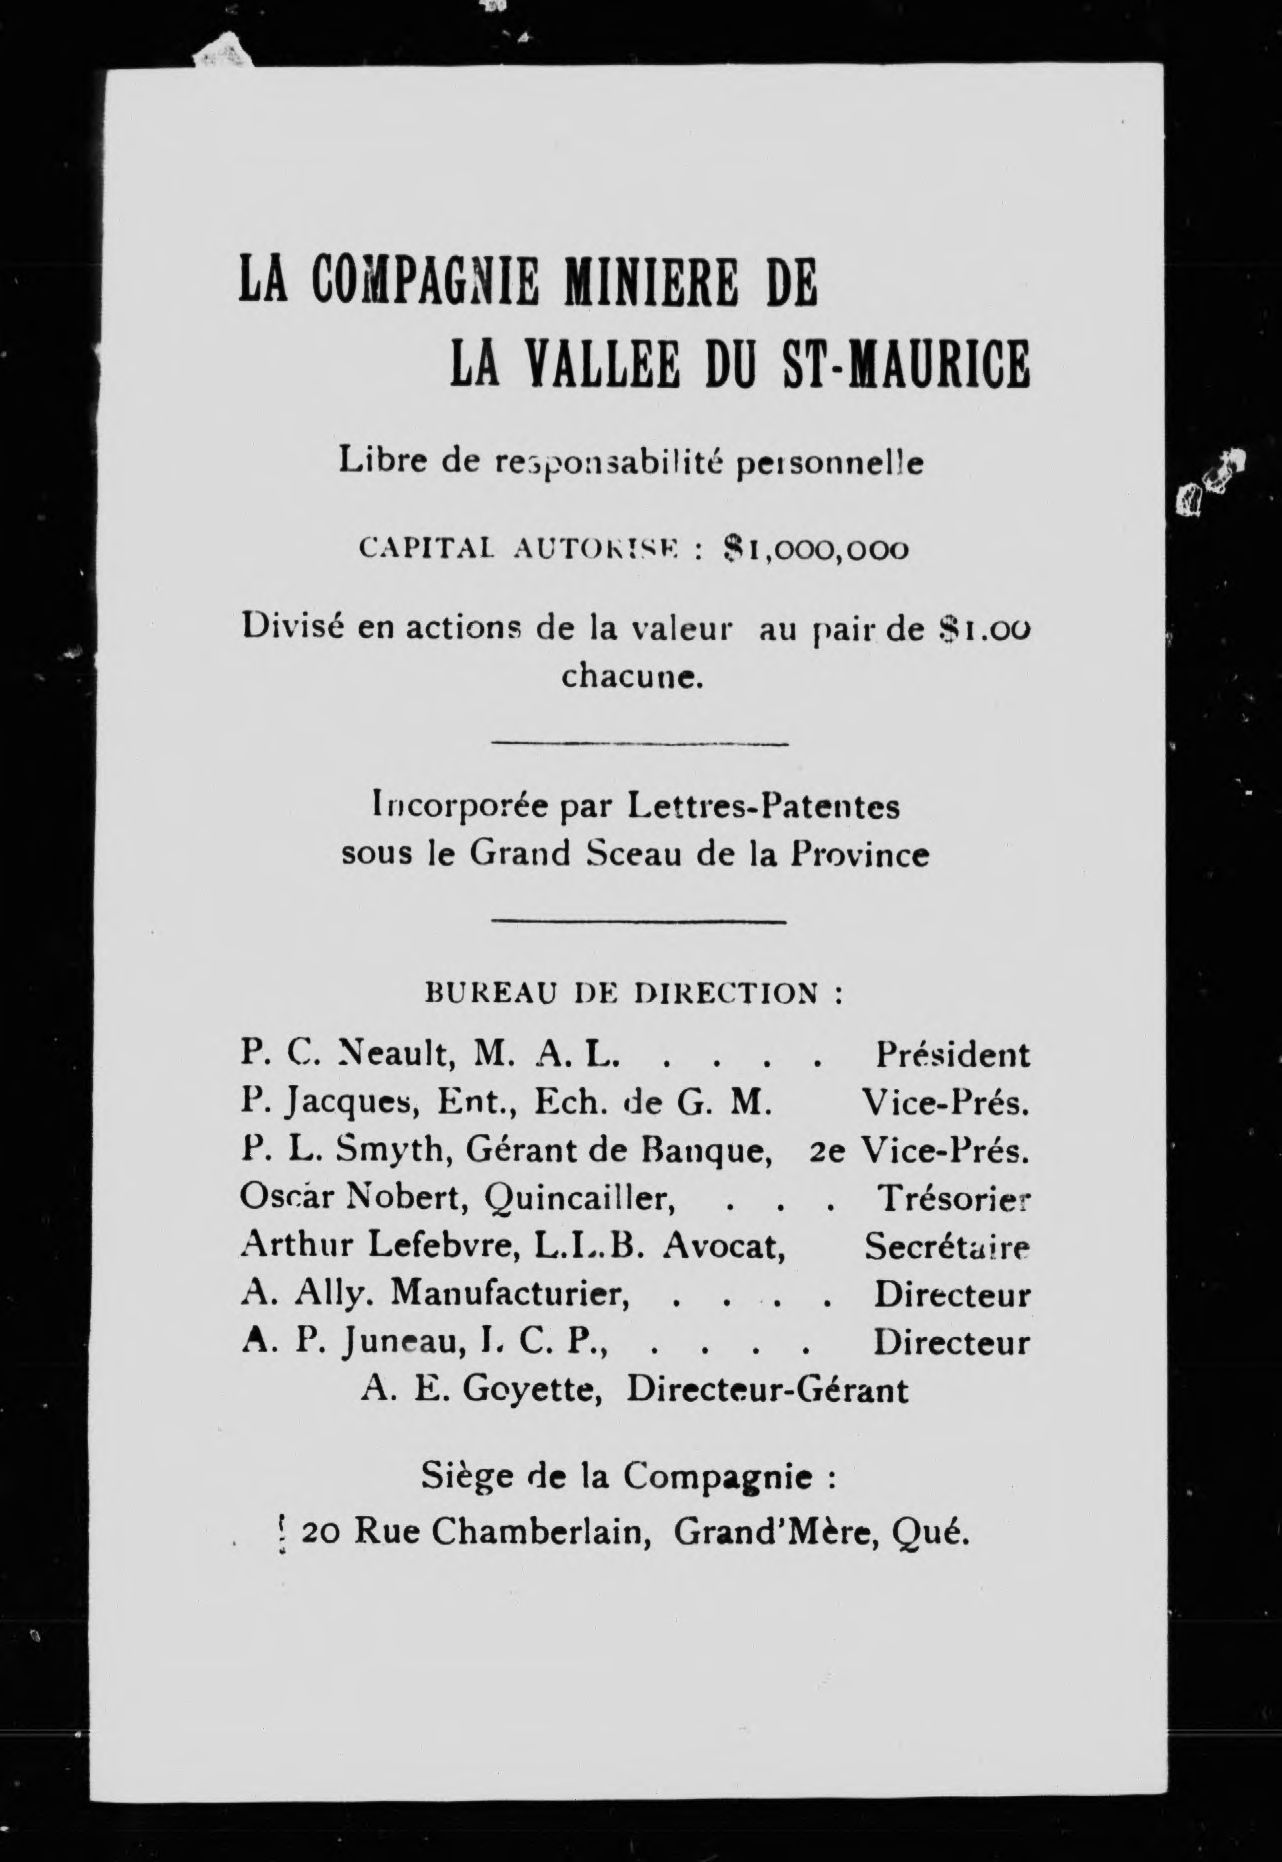 LA COMPAGNIE MINIERE DE
LA VALLEE DU ST-MAURICE
Libre de responsabilité personnelle
CAPITAL AUTORISE : $1,000,000
Divisé en actions de la valeur au pair de $1.00
chacune.
Incorporée par Lettres-Patentes
sous le Grand Sceau de la Province
BUREAU DE DIRECTION :
P. C. Neault, M. A. L. . . . . Président
P. Jacques, Ent., Ech. de G. M. Vice-Prés.
P. L. Smyth, Gérant de Banque, 2e Vice-Prés.
Oscar Nobert, Quincailler, . . . Trésorier
Arthur Lefebvre, L.L.B. Avocat, Secrétaire
A. Ally. Manufacturier, . . . . Directeur
A. P. Juneau, I. C. P., . . . . Directeur
A. E. Goyette, Directeur-Gérant
Siège de la Compagnie :
20 Rue Chamberlain, Grand'Mère, Qué.